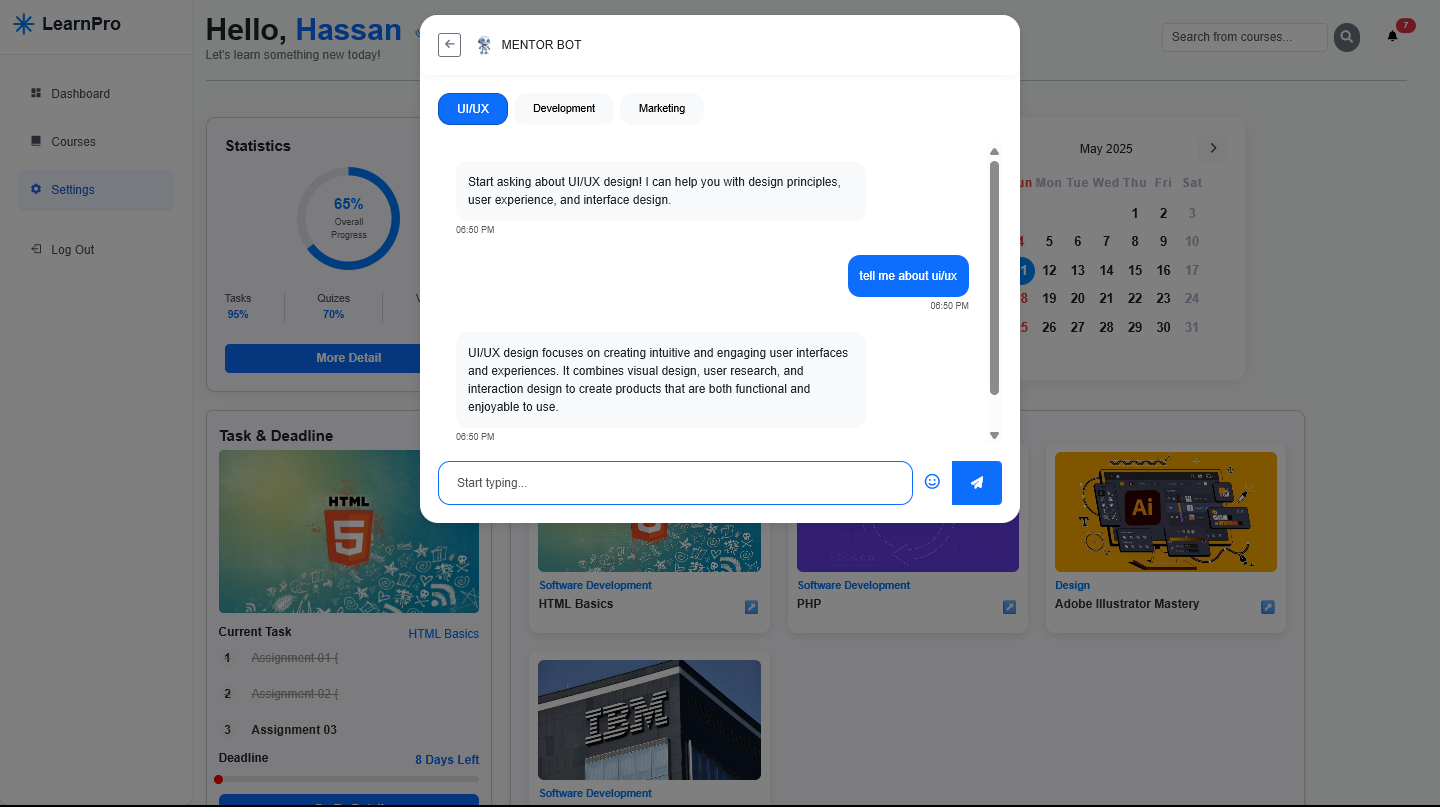 LearnPro
Dashboard
Courses
Settings
Log Out
Hello, Hassan
Let's learn something new today!
Search from courses...
7
Statistics
65%
Overall
Progress
Tasks
95%
Quizes
70%
More Detail
MENTOR BOT
UI/UX
Development
Marketing
Start asking about UI/UX design! I can help you with design principles,
user experience, and interface design.
06:50 PM
tell me about ui/ux
06:50 PM
UI/UX design focuses on creating intuitive and engaging user interfaces
and experiences. It combines visual design, user research, and
interaction design to create products that are both functional and
enjoyable to use.
06:50 PM
Start typing...
May 2025
Mon Tue Wed Thu Fri Sat
1 2 3
5 6 7 8 9 10
12 13 14 15 16 17
19 20 21 22 23 24
26 27 28 29 30 31
Task & Deadline
HTML
5
Current Task
HTML Basics
1 Assignment 01 (
2 Assignment 02 (
3 Assignment 03
Deadline
8 Days Left
Software Development
HTML Basics
Software Development
PHP
Ai
Design
Adobe Illustrator Mastery
IBM
Software Development